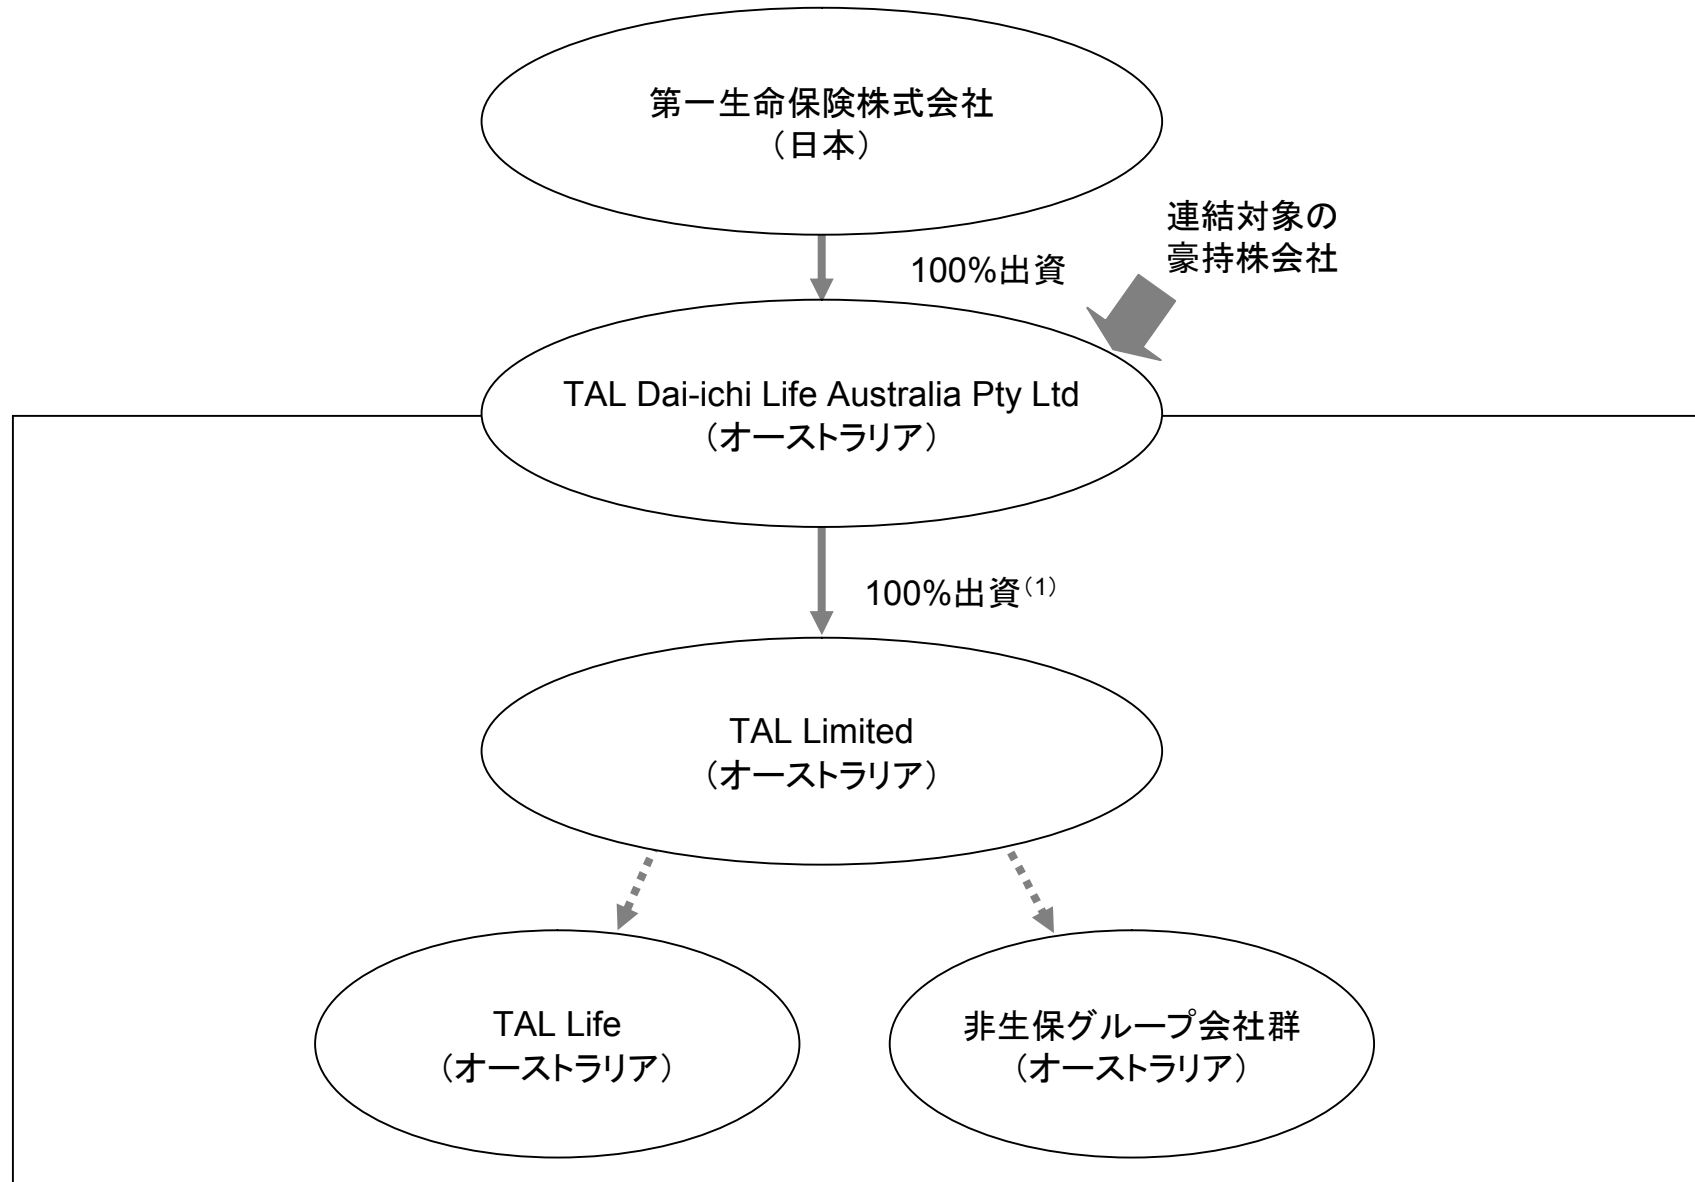 第一生命保険株式会社
（日本）
連結対象の
豪持株会社
100%出資
TAL Dai-ichi Life Australia Pty Ltd
（オーストラリア）
100%出資（1）
TAL Limited
（オーストラリア）
TAL Life
（オーストラリア）
非生保グループ会社群
（オーストラリア）